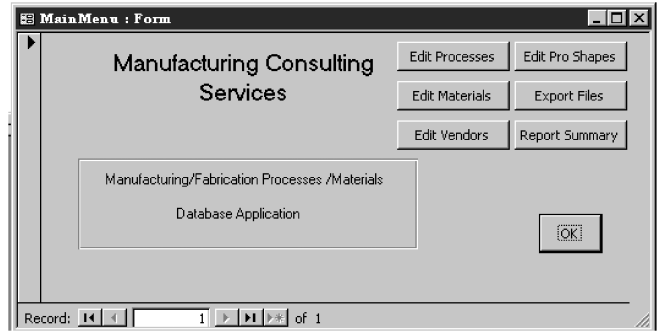 MainMenu : Form
Manufacturing Consulting
Services
Edit Processes
Edit Pro Shapes
Edit Materials
Export Files
Edit Vendors
Report Summary
Manufacturing/Fabrication Processes /Materials
Database Application
OK
Record: 1 of 1